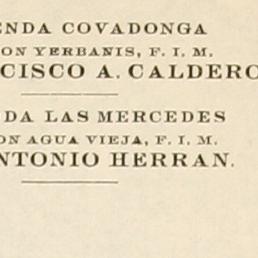 ENDA COVADONGA
ON YERBANIS, F. I. M.
CISCO A. CALDERO
DA LAS MERCEDES
ON AGUA VIEJA, F. I. M.
NTONIO HERRAN.